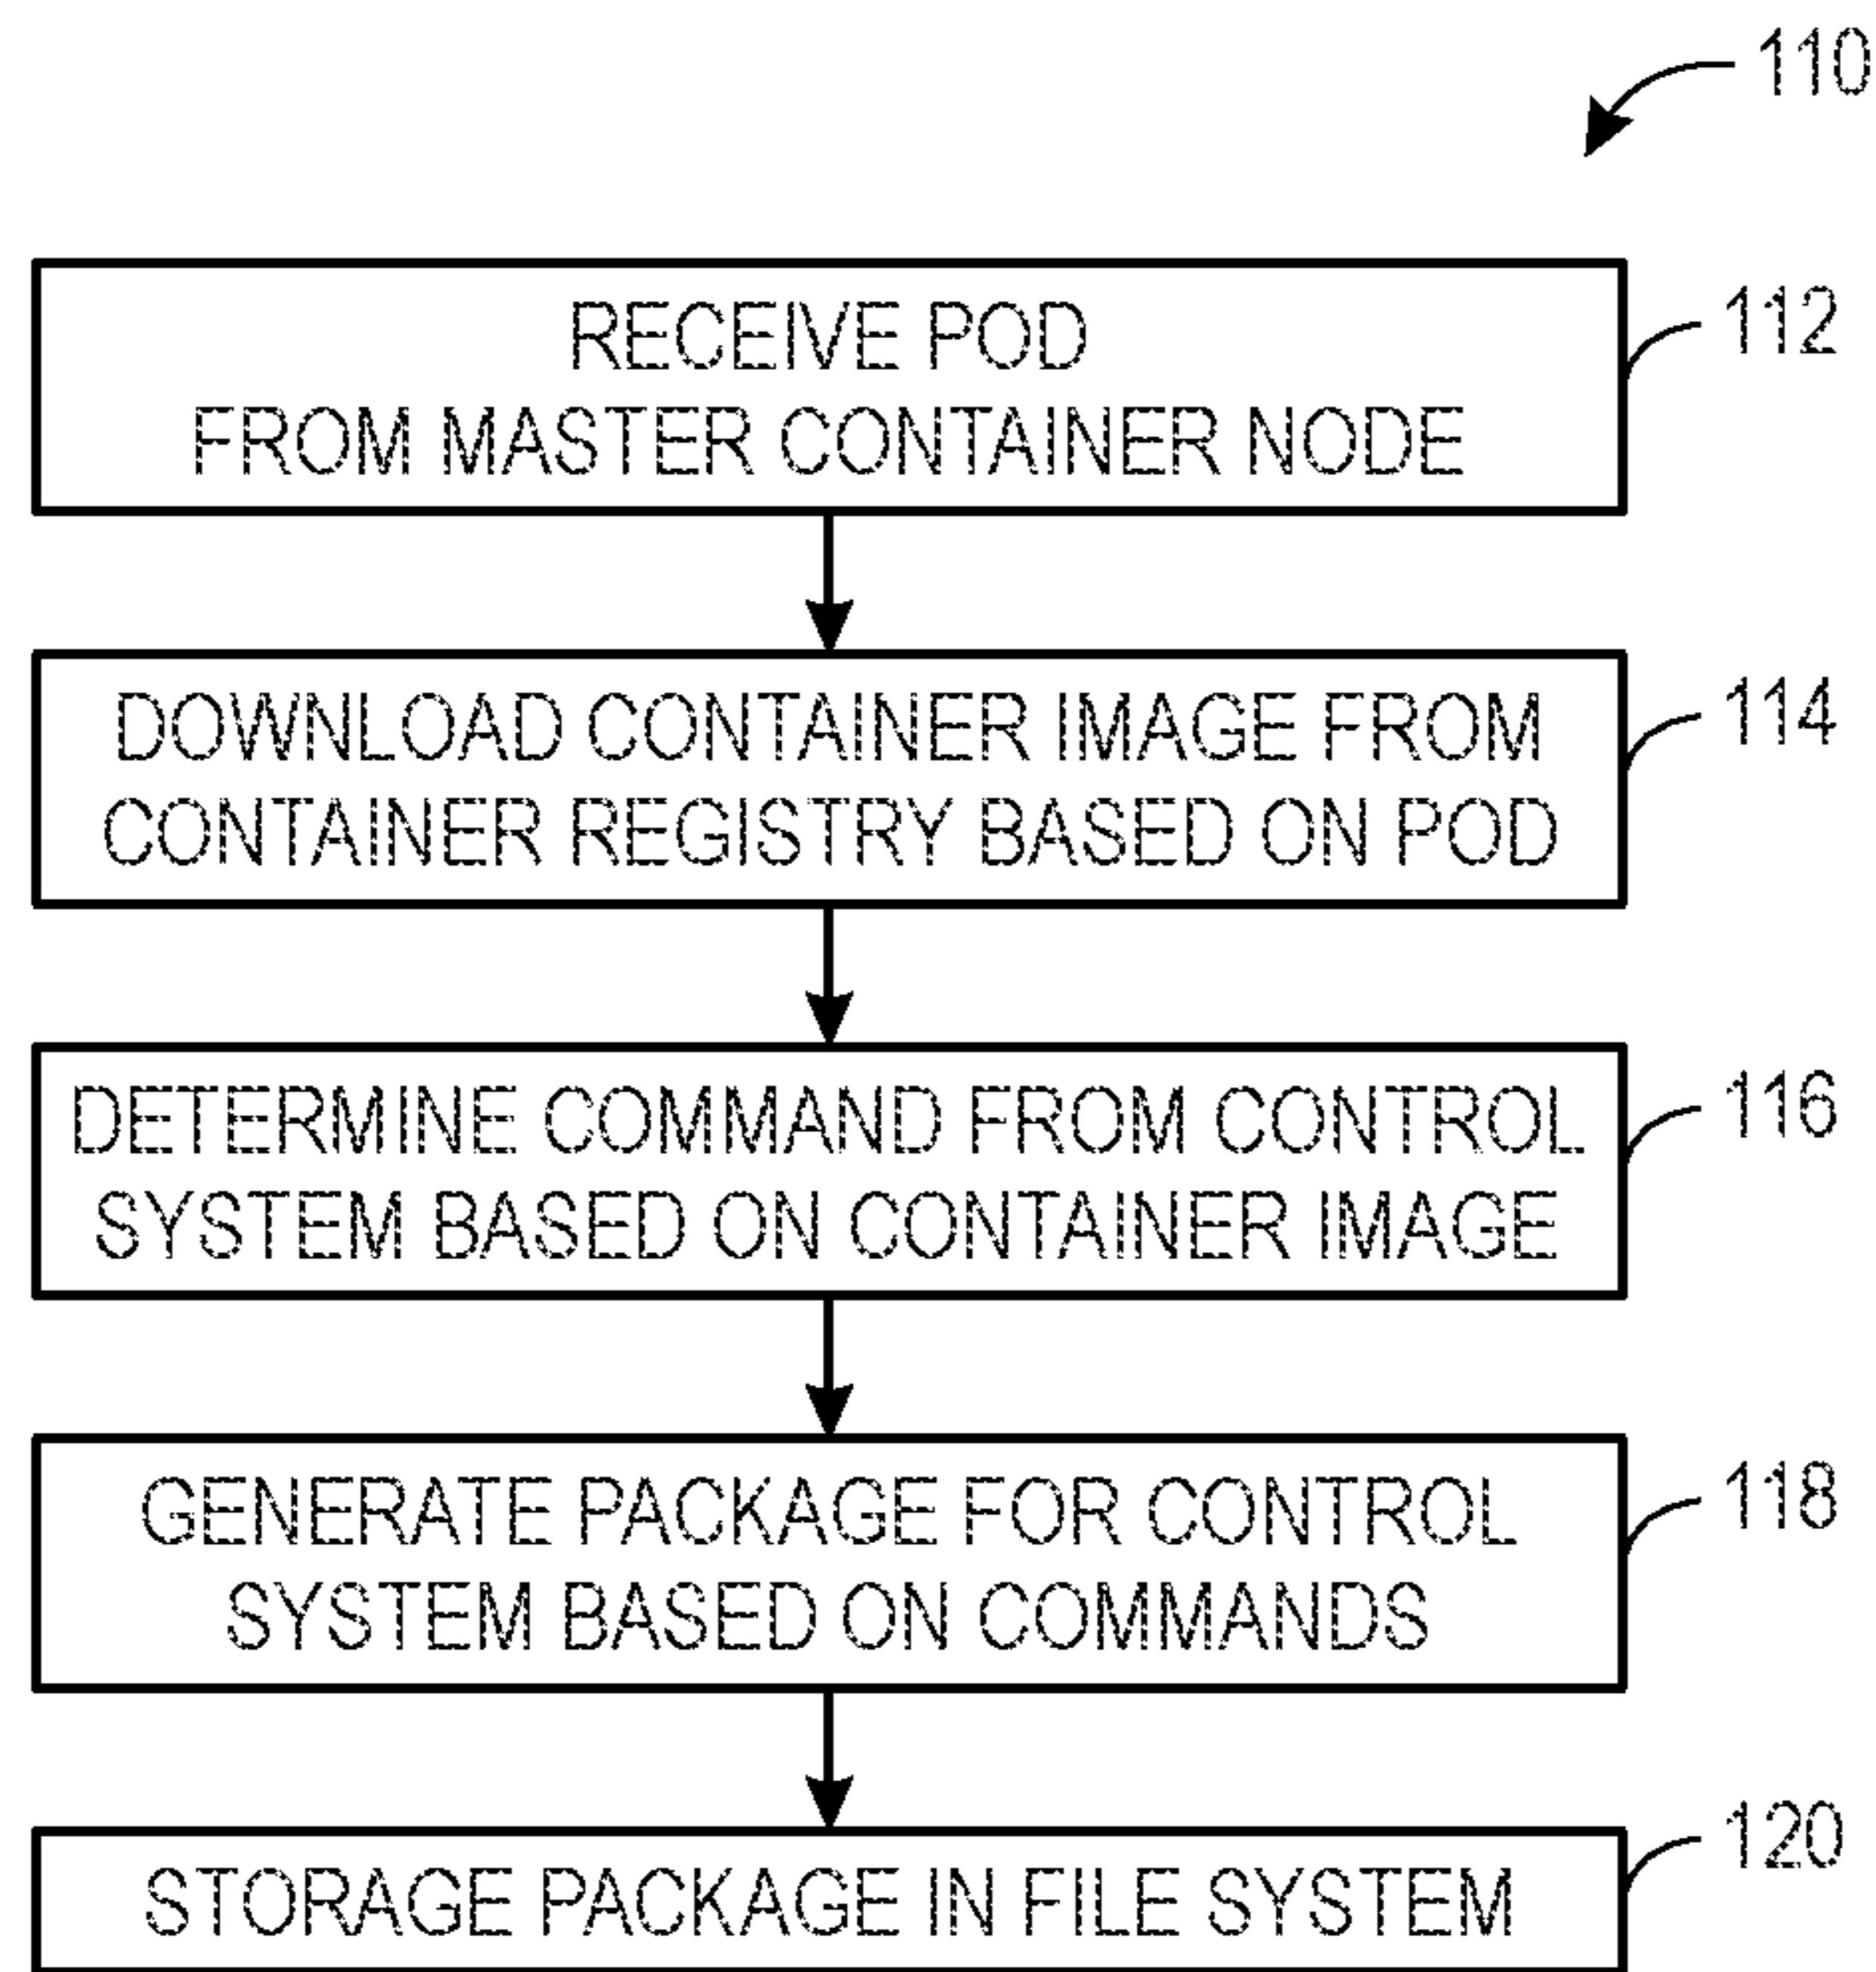 110
RECEIVE POD
FROM MASTER CONTAINER NODE
112
DOWNLOAD CONTAINER IMAGE FROM
CONTAINER REGISTRY BASED ON POD
114
DETERMINE COMMAND FROM CONTROL
SYSTEM BASED ON CONTAINER IMAGE
116
GENERATE PACKAGE FOR CONTROL
SYSTEM BASED ON COMMANDS
118
STORAGE PACKAGE IN FILE SYSTEM
120